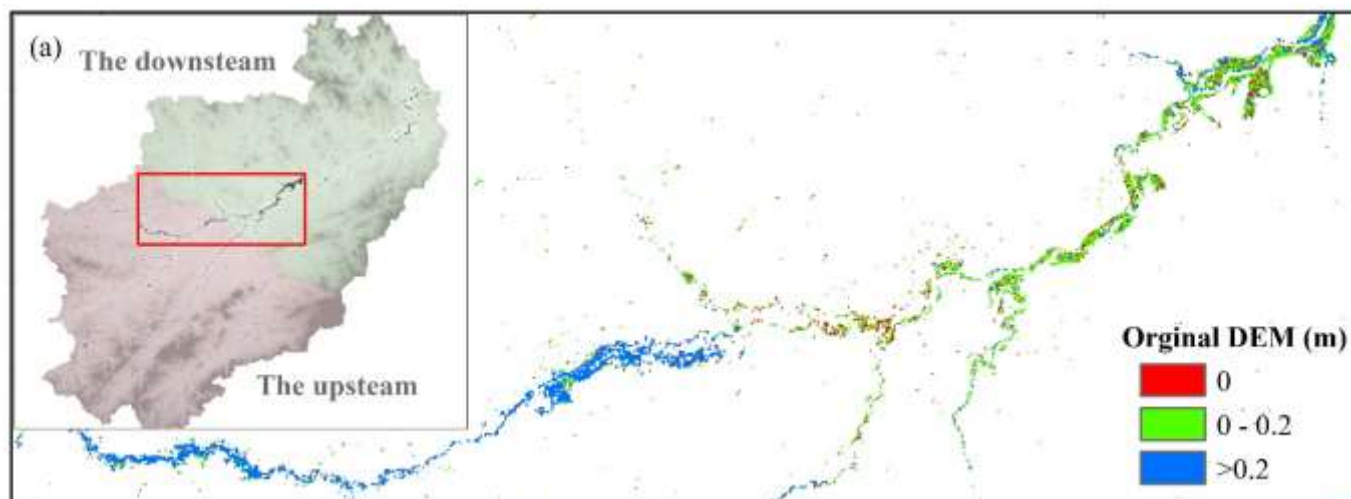 (a)
The downsteam
The upsteam
Orginal DEM (m)
0
0 - 0.2
>0.2